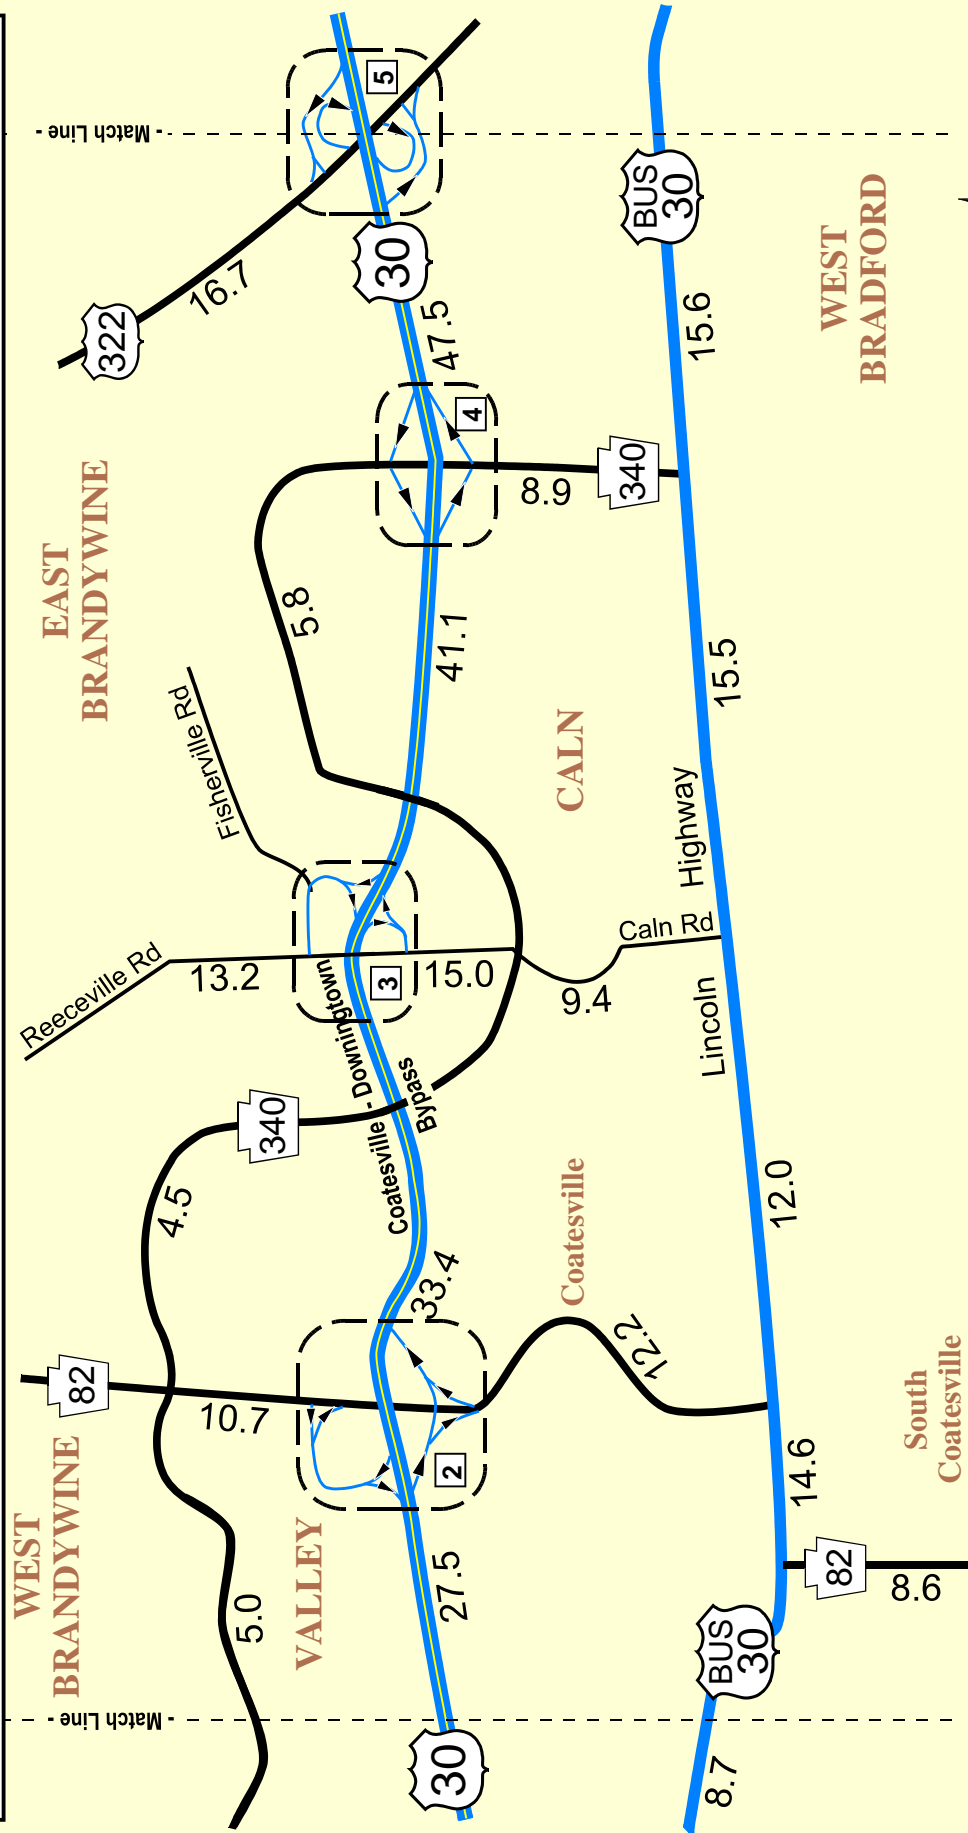 - Match Line -
- Match Line -
WEST
BRANDYWINE
82
10.7
5.0
VALLEY
27.5
30
2
4.5
340
33.4
Coatesville - Downingtown
Bypass
Reeceville Rd
13.2
3
15.0
Fisherville Rd
EAST
BRANDYWINE
5.8
41.1
322
16.7
5
30
47.5
4
8.9
340
CALN
Caln Rd
9.4
Coatesville
12.2
8.7
BUS
30
82
8.6
14.6
12.0
Lincoln Highway
15.5
15.6
BUS
30
South
Coatesville
WEST
BRADFORD